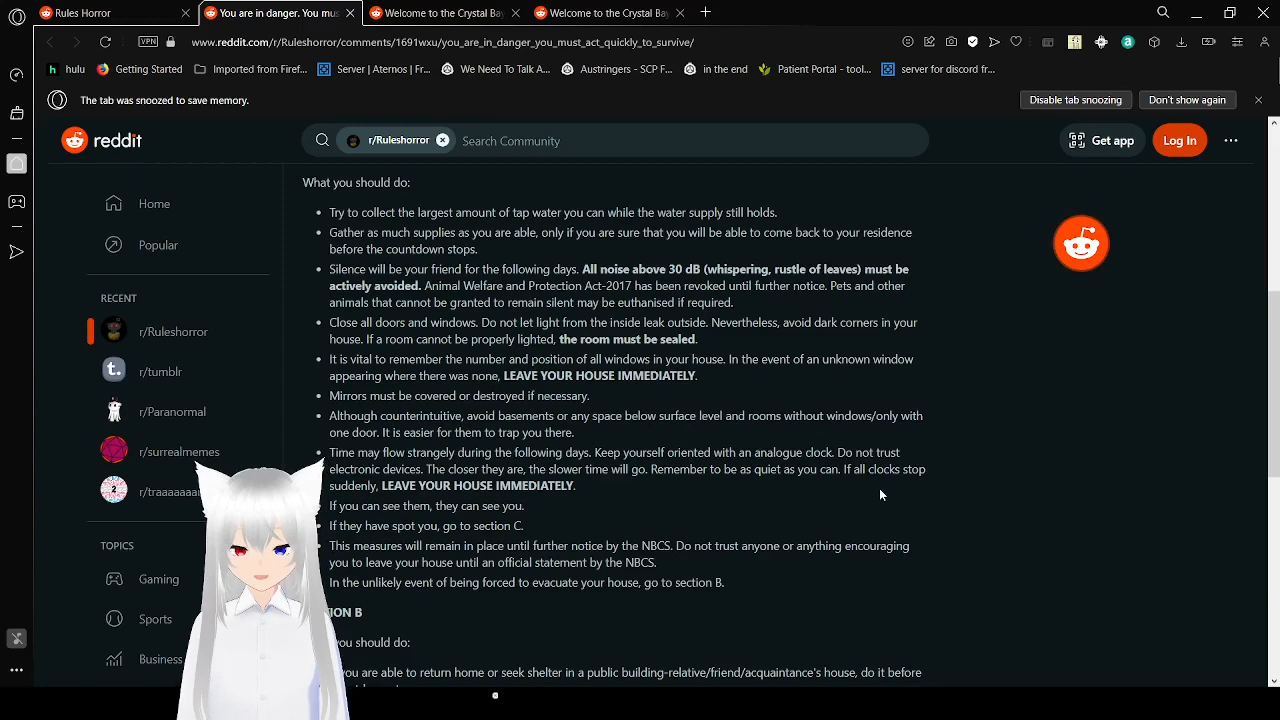 Rules Horror
You are in danger. You mus
Welcome to the Crystal Bay
Welcome to the Crystal Bay
VPN
www.reddit.com/r/Ruleshorror/comments/1691wxu/you_are_in_danger_you_must_act_quickly_to_survive/
hulu
Getting Started
Imported from Firef...
Server | Aternos | Fr...
We Need To Talk A...
Austringers - SCP F...
in the end
Patient Portal - tool...
server for discord fr...
The tab was snoozed to save memory.
Disable tab snoozing
Don't show again
reddit
r/Ruleshorror
Search Community
Get app
Log In
Home
Popular
RECENT
r/Ruleshorror
r/tumblr
r/Paranormal
r/surrealmemes
TOPICS
Gaming
Sports
Business
What you should do:
Try to collect the largest amount of tap water you can while the water supply still holds.
Gather as much supplies as you are able, only if you are sure that you will be able to come back to your residence
before the countdown stops.
Silence will be your friend for the following days. All noise above 30 dB (whispering, rustle of leaves) must be
actively avoided. Animal Welfare and Protection Act-2017 has been revoked until further notice. Pets and other
animals that cannot be granted to remain silent may be euthanised if required.
Close all doors and windows. Do not let light from the inside leak outside. Nevertheless, avoid dark corners in your
house. If a room cannot be properly lighted, the room must be sealed.
It is vital to remember the number and position of all windows in your house. In the event of an unknown window
appearing where there was none, LEAVE YOUR HOUSE IMMEDIATELY.
Mirrors must be covered or destroyed if necessary.
Although counterintuitive, avoid basements or any space below surface level and rooms without windows/only with
one door. It is easier for them to trap you there.
Time may flow strangely during the following days. Keep yourself oriented with an analogue clock. Do not trust
electronic devices. The closer they are, the slower time will go. Remember to be as quiet as you can. If all clocks stop
suddenly, LEAVE YOUR HOUSE IMMEDIATELY.
If you can see them, they can see you.
If they have spot you, go to section C.
This measures will remain in place until further notice by the NBCS. Do not trust anyone or anything encouraging
you to leave your house until an official statement by the NBCS.
In the unlikely event of being forced to evacuate your house, go to section B.
ION B
you should do:
you are able to return home or seek shelter in a public building-relative/friend/acquaintance's house, do it before